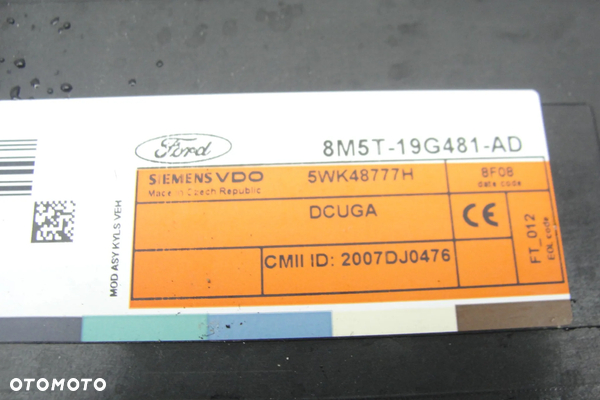 Ford
8M5T-19G481-AD
SIEMENS VDO 5WK48777H 8F08
Made in Czech Republic date code
DCUGA
CE
FT_012
EOL code
CMII ID: 2007DJ0476
MOD ASY KYLS VEH
OTOMOTO